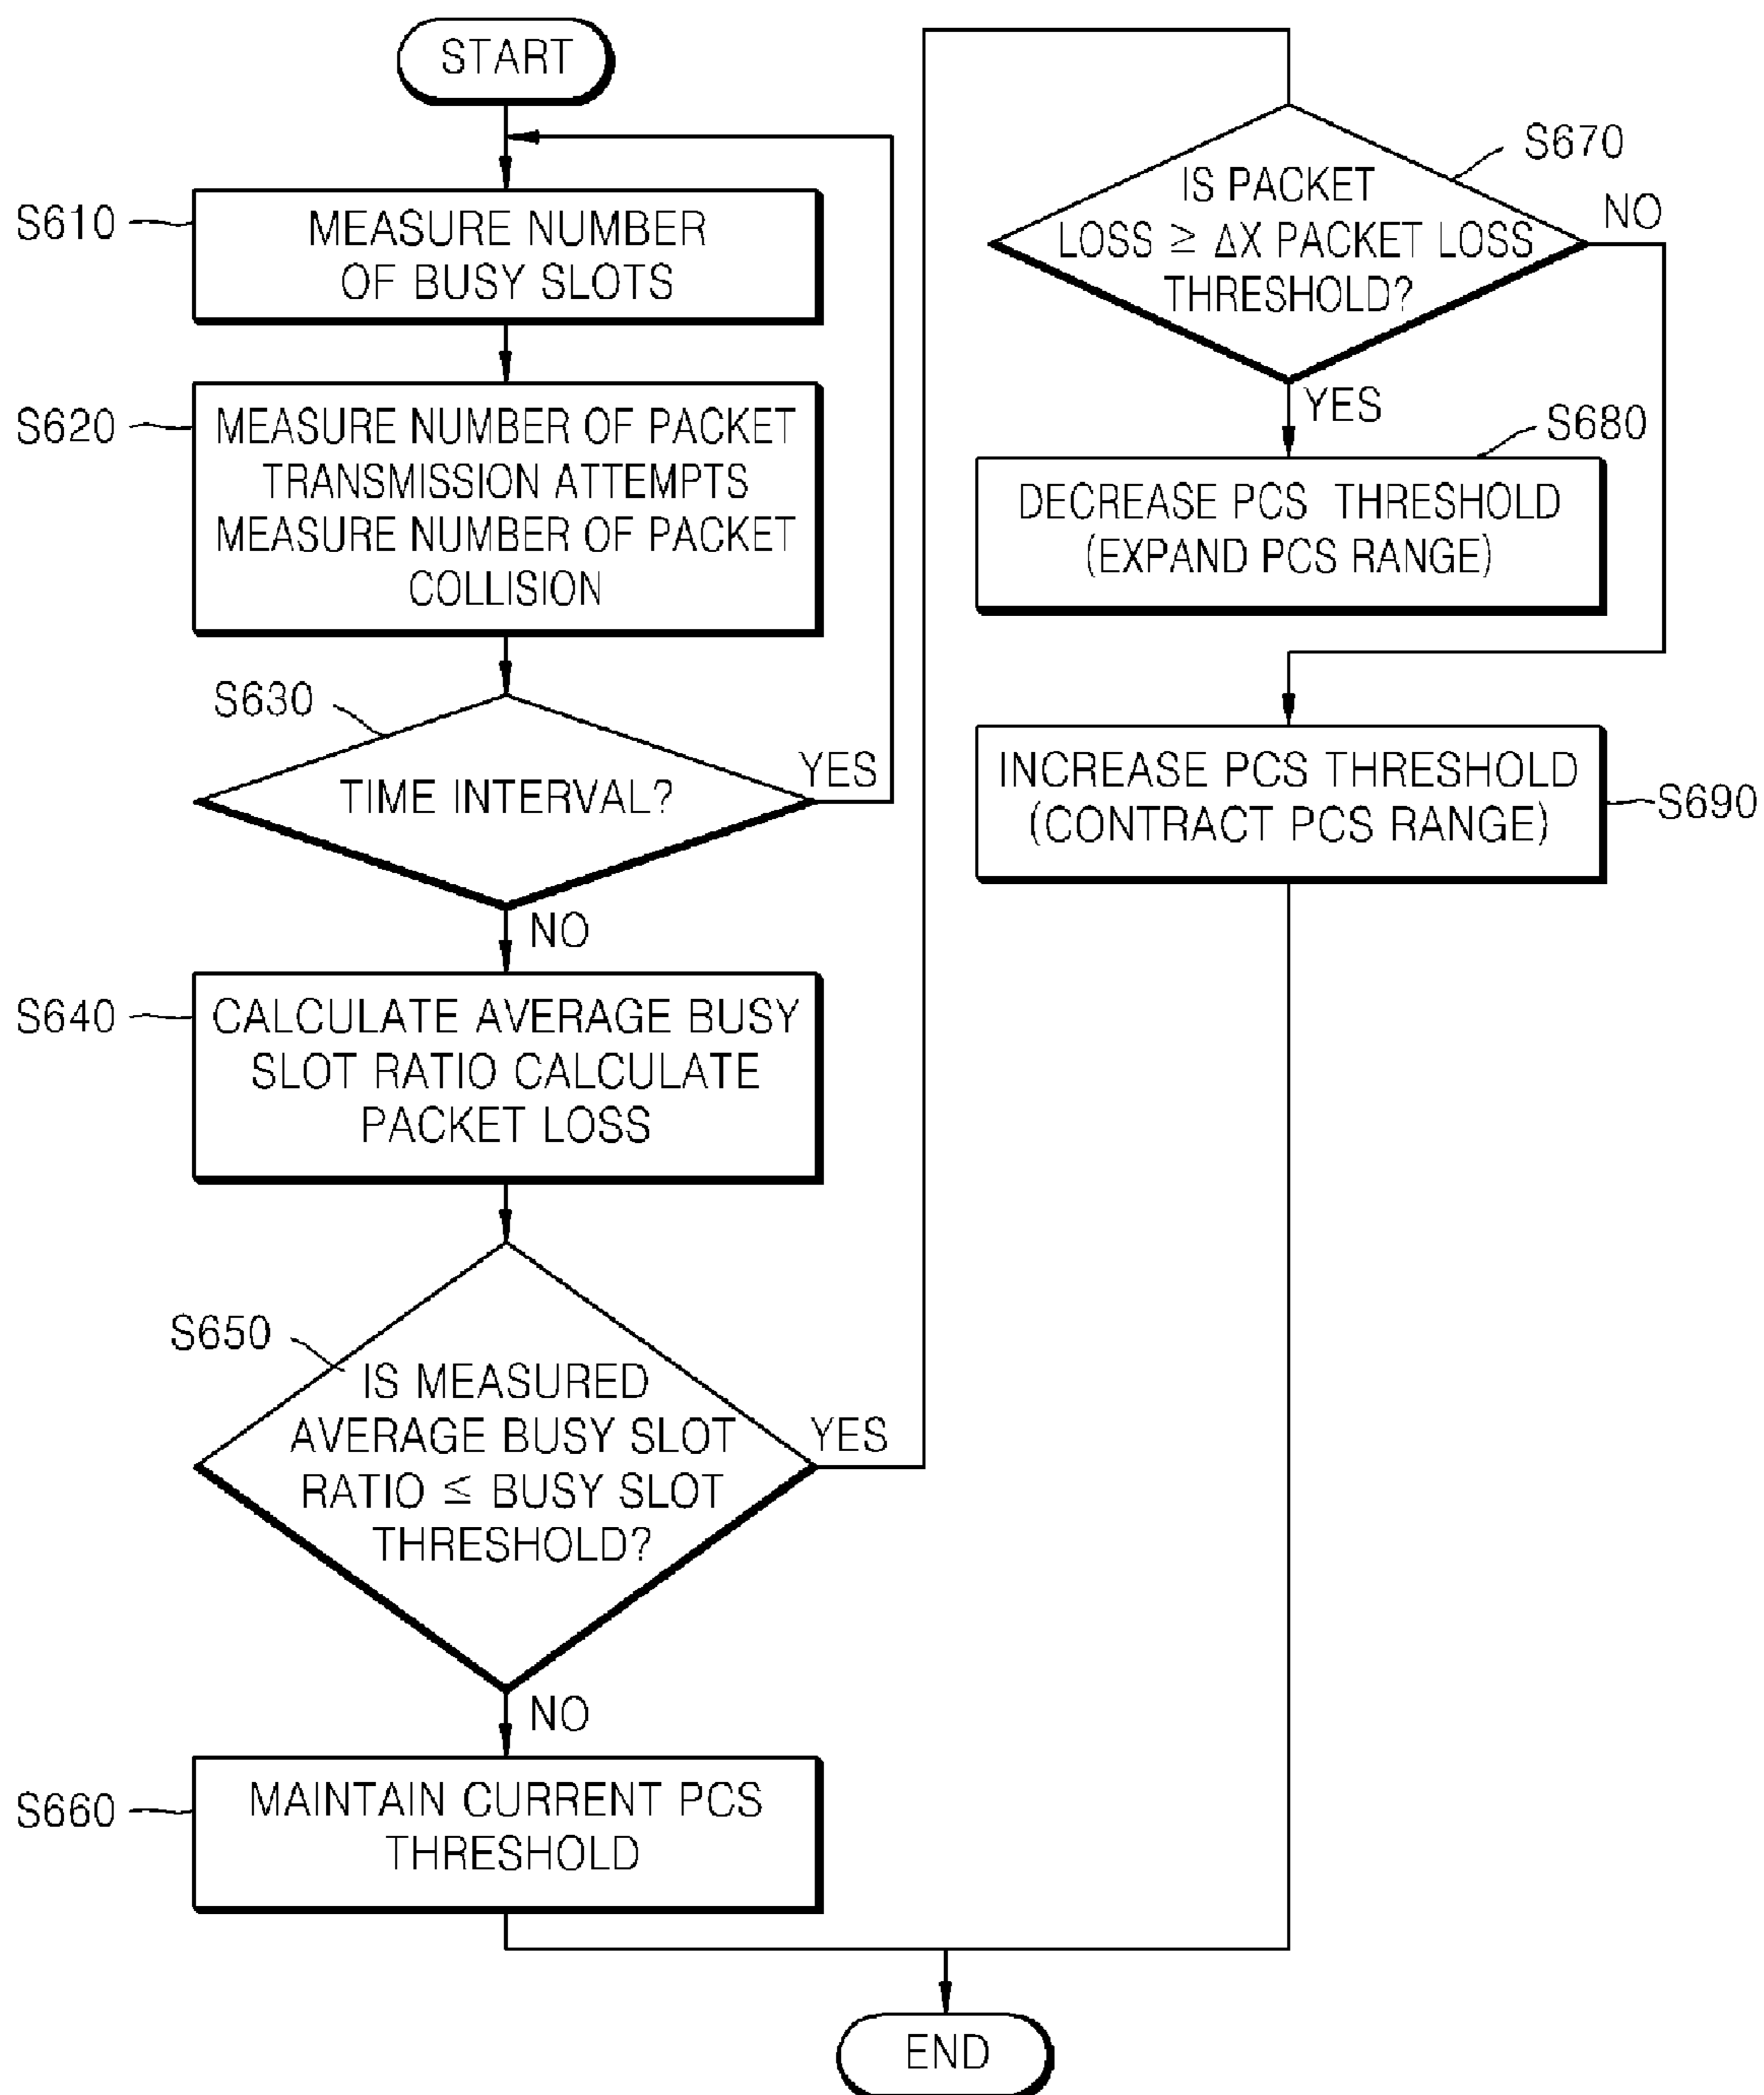 START
S610
MEASURE NUMBER
OF BUSY SLOTS
S620
MEASURE NUMBER OF PACKET
TRANSMISSION ATTEMPTS
MEASURE NUMBER OF PACKET
COLLISION
S630
TIME INTERVAL?
YES
NO
S640
CALCULATE AVERAGE BUSY
SLOT RATIO CALCULATE
PACKET LOSS
S650
IS MEASURED
AVERAGE BUSY SLOT
RATIO ≤ BUSY SLOT
THRESHOLD?
YES
NO
S660
MAINTAIN CURRENT PCS
THRESHOLD
S670
IS PACKET
LOSS ≥ ΔX PACKET LOSS
THRESHOLD?
NO
YES
S680
DECREASE PCS THRESHOLD
(EXPAND PCS RANGE)
INCREASE PCS THRESHOLD
(CONTRACT PCS RANGE)
S690
END